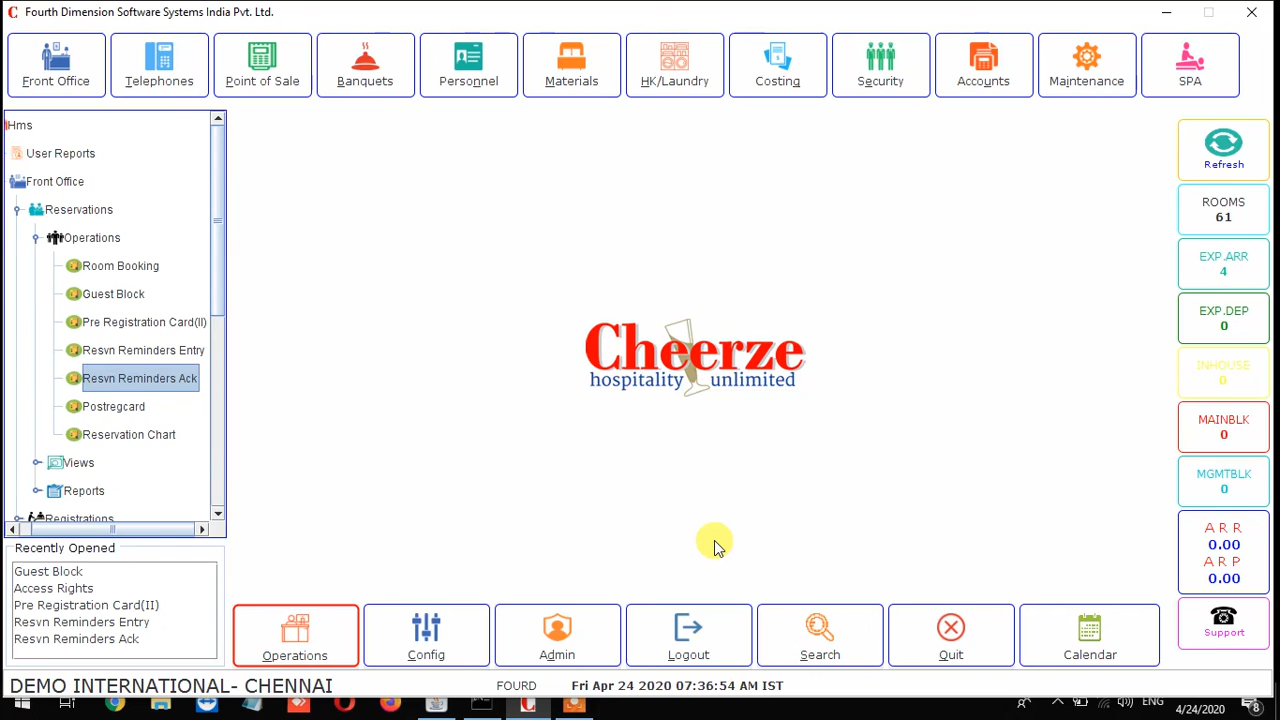 Fourth Dimension Software Systems India Pvt. Ltd.
Front Office
Telephones
Point of Sale
Banquets
Personnel
Materials
HK/Laundry
Costing
Security
Accounts
Maintenance
SPA
Hms
User Reports
Front Office
Reservations
Operations
Room Booking
Guest Block
Pre Registration Card(II)
Resvn Reminders Entry
Resvn Reminders Ack
Postregcard
Reservation Chart
Views
Reports
Registrations
Recently Opened
Guest Block
Access Rights
Pre Registration Card(II)
Resvn Reminders Entry
Resvn Reminders Ack
Cheerze
hospitality unlimited
Refresh
ROOMS
61
EXP.ARR
4
EXP.DEP
0
INHOUSE
0
MAINBLK
0
MGMTBLK
0
A R R
0.00
A R P
0.00
Support
Operations
Config
Admin
Logout
Search
Quit
Calendar
DEMO INTERNATIONAL- CHENNAI
FOURD
Fri Apr 24 2020 07:36:54 AM IST
ENG
4/24/2020
8